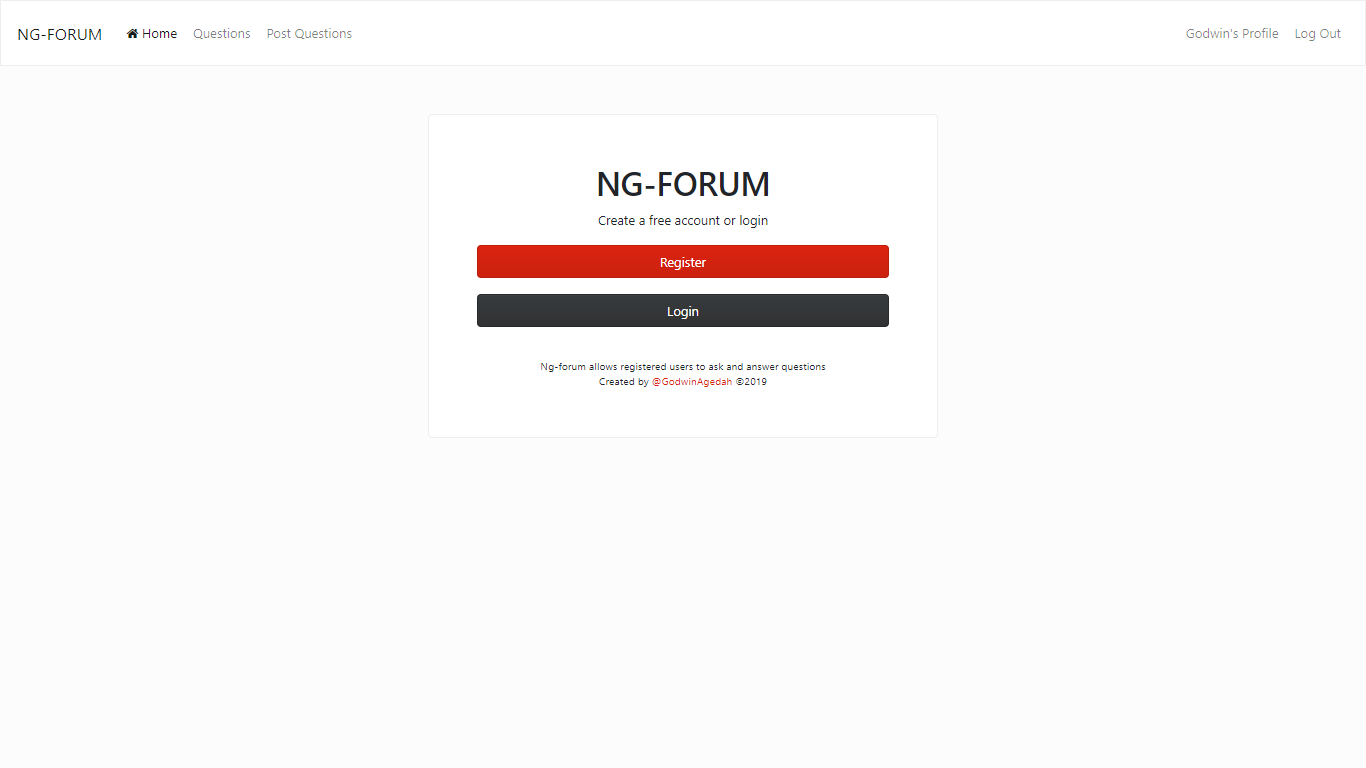 NG-FORUM Home Questions Post Questions Godwin's Profile Log Out
NG-FORUM
Create a free account or login
Register
Login
Ng-forum allows registered users to ask and answer questions
Created by @GodwinAgedah ©2019